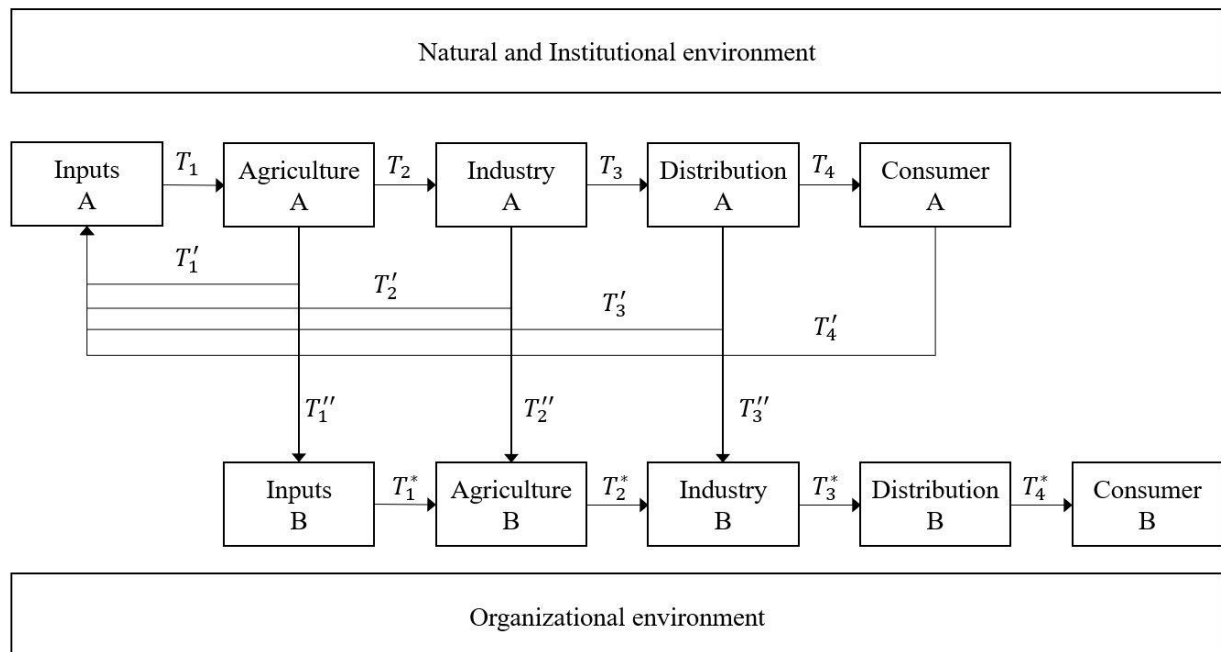 Natural and Institutional environment
Inputs
A
T₁
Agriculture
A
T₂
Industry
A
T₃
Distribution
A
T₄
Consumer
A
T₁′
T₂′
T₃′
T₄′
T₁″
T₂″
T₃″
Inputs
B
T₁*
Agriculture
B
T₂*
Industry
B
T₃*
Distribution
B
T₄*
Consumer
B
Organizational environment